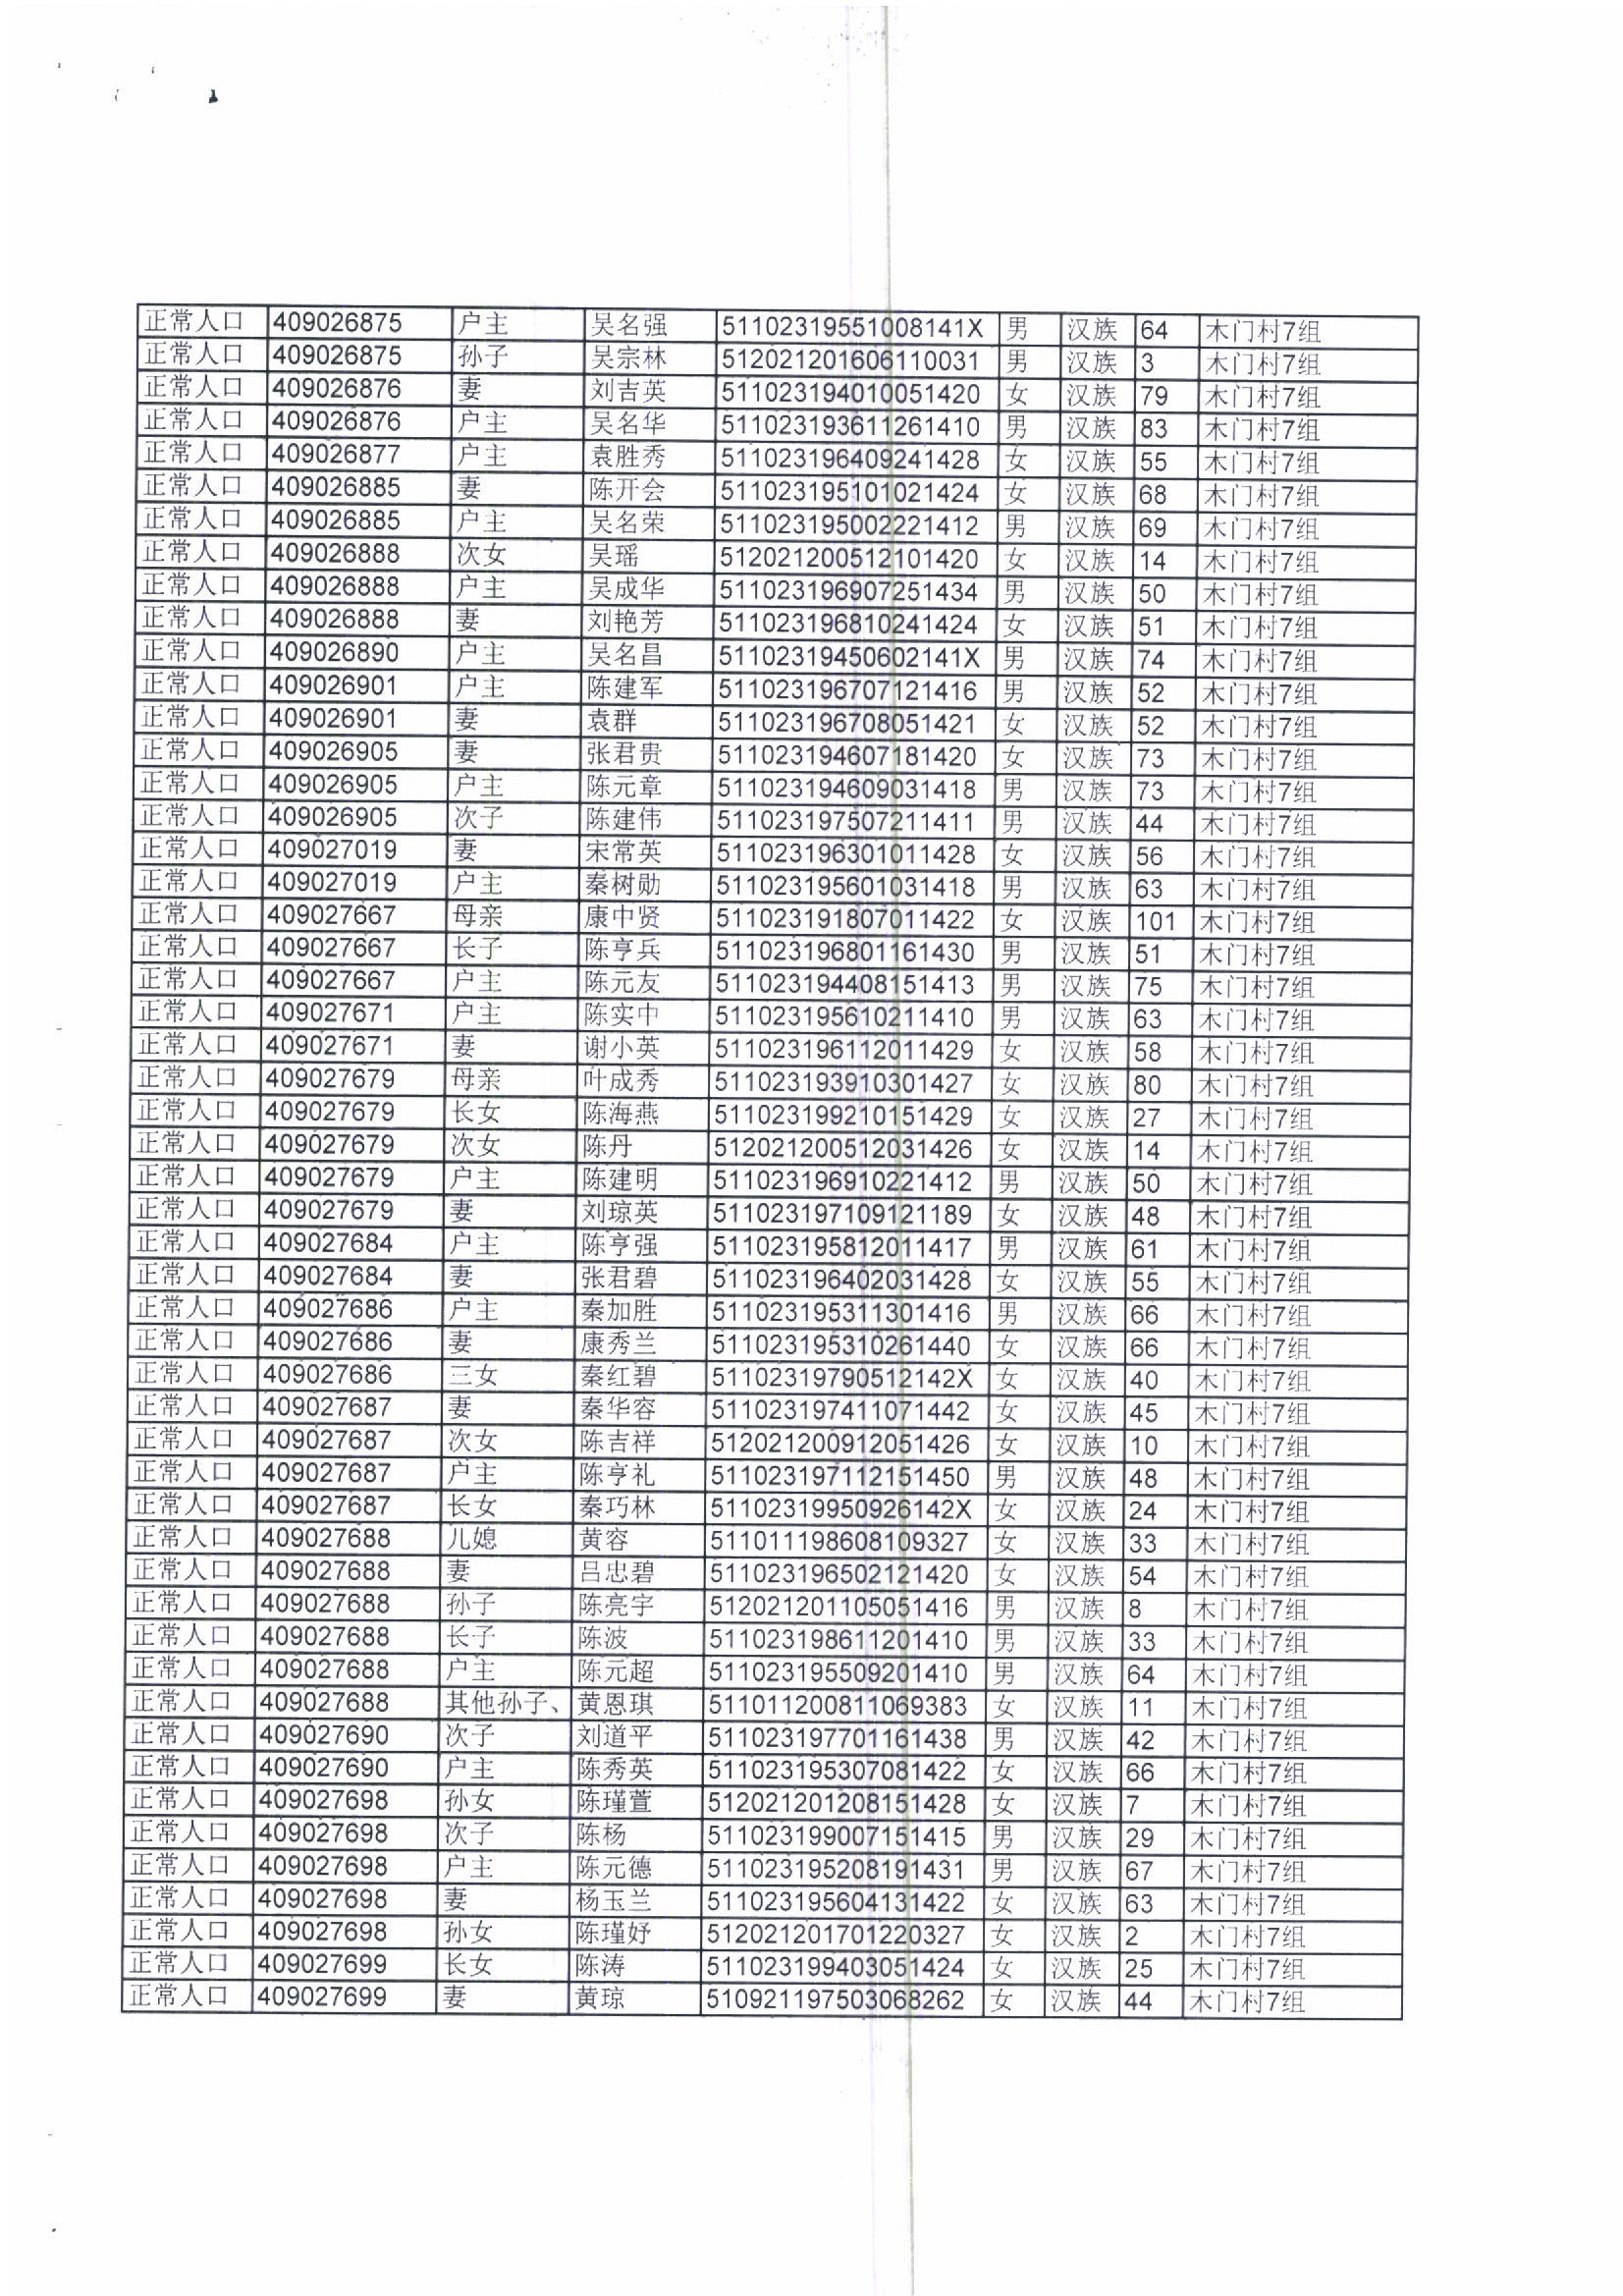 正常人口 409026875 户主 吴名强 51102319551008141X 男 汉族 64 木门村7组
正常人口 409026875 孙子 吴宗林 512021201606110031 男 汉族 3 木门村7组
正常人口 409026876 妻 刘吉英 511023194010051420 女 汉族 79 木门村7组
正常人口 409026876 户主 吴名华 511023193611261410 男 汉族 83 木门村7组
正常人口 409026877 户主 袁胜秀 511023196409241428 女 汉族 55 木门村7组
正常人口 409026885 妻 陈开会 511023195101021424 女 汉族 68 木门村7组
正常人口 409026885 户主 吴名荣 511023195002221412 男 汉族 69 木门村7组
正常人口 409026888 次女 吴瑶 512021200512101420 女 汉族 14 木门村7组
正常人口 409026888 户主 吴成华 511023196907251434 男 汉族 50 木门村7组
正常人口 409026888 妻 刘艳芳 511023196810241424 女 汉族 51 木门村7组
正常人口 409026890 户主 吴名昌 51102319450602141X 男 汉族 74 木门村7组
正常人口 409026901 户主 陈建军 511023196707121416 男 汉族 52 木门村7组
正常人口 409026901 妻 袁群 511023196708051421 女 汉族 52 木门村7组
正常人口 409026905 妻 张君贵 511023194607181420 女 汉族 73 木门村7组
正常人口 409026905 户主 陈元章 511023194609031418 男 汉族 73 木门村7组
正常人口 409026905 次子 陈建伟 511023197507211411 男 汉族 44 木门村7组
正常人口 409027019 妻 宋常英 511023196301011428 女 汉族 56 木门村7组
正常人口 409027019 户主 秦树勋 511023195601031418 男 汉族 63 木门村7组
正常人口 409027667 母亲 康中贤 511023191807011422 女 汉族 101 木门村7组
正常人口 409027667 长子 陈亨兵 511023196801161430 男 汉族 51 木门村7组
正常人口 409027667 户主 陈元友 511023194408151413 男 汉族 75 木门村7组
正常人口 409027671 户主 陈实中 511023195610211410 男 汉族 63 木门村7组
正常人口 409027671 妻 谢小英 511023196112011429 女 汉族 58 木门村7组
正常人口 409027679 母亲 叶成秀 511023193910301427 女 汉族 80 木门村7组
正常人口 409027679 长女 陈海燕 511023199210151429 女 汉族 27 木门村7组
正常人口 409027679 次女 陈丹 512021200512031426 女 汉族 14 木门村7组
正常人口 409027679 户主 陈建明 511023196910221412 男 汉族 50 木门村7组
正常人口 409027679 妻 刘琼英 511023197109121189 女 汉族 48 木门村7组
正常人口 409027684 户主 陈亨强 511023195812011417 男 汉族 61 木门村7组
正常人口 409027684 妻 张君碧 511023196402031428 女 汉族 55 木门村7组
正常人口 409027686 户主 秦加胜 511023195311301416 男 汉族 66 木门村7组
正常人口 409027686 妻 康秀兰 511023195310261440 女 汉族 66 木门村7组
正常人口 409027686 三女 秦红碧 51102319790512142X 女 汉族 40 木门村7组
正常人口 409027687 妻 秦华容 511023197411071442 女 汉族 45 木门村7组
正常人口 409027687 次女 陈吉祥 512021200912051426 女 汉族 10 木门村7组
正常人口 409027687 户主 陈亨礼 511023197112151450 男 汉族 48 木门村7组
正常人口 409027687 长女 秦巧林 51102319950926142X 女 汉族 24 木门村7组
正常人口 409027688 儿媳 黄容 511011198608109327 女 汉族 33 木门村7组
正常人口 409027688 妻 吕忠碧 511023196502121420 女 汉族 54 木门村7组
正常人口 409027688 孙子 陈亮宇 512021201105051416 男 汉族 8 木门村7组
正常人口 409027688 长子 陈波 511023198611201410 男 汉族 33 木门村7组
正常人口 409027688 户主 陈元超 511023195509201410 男 汉族 64 木门村7组
正常人口 409027688 其他孙子、 黄恩琪 511011200811069383 女 汉族 11 木门村7组
正常人口 409027690 次子 刘道平 511023197701161438 男 汉族 42 木门村7组
正常人口 409027690 户主 陈秀英 511023195307081422 女 汉族 66 木门村7组
正常人口 409027698 孙女 陈瑾萱 512021201208151428 女 汉族 7 木门村7组
正常人口 409027698 次子 陈杨 511023199007151415 男 汉族 29 木门村7组
正常人口 409027698 户主 陈元德 511023195208191431 男 汉族 67 木门村7组
正常人口 409027698 妻 杨玉兰 511023195604131422 女 汉族 63 木门村7组
正常人口 409027698 孙女 陈瑾妤 512021201701220327 女 汉族 2 木门村7组
正常人口 409027699 长女 陈涛 511023199403051424 女 汉族 25 木门村7组
正常人口 409027699 妻 黄琼 510921197503068262 女 汉族 44 木门村7组